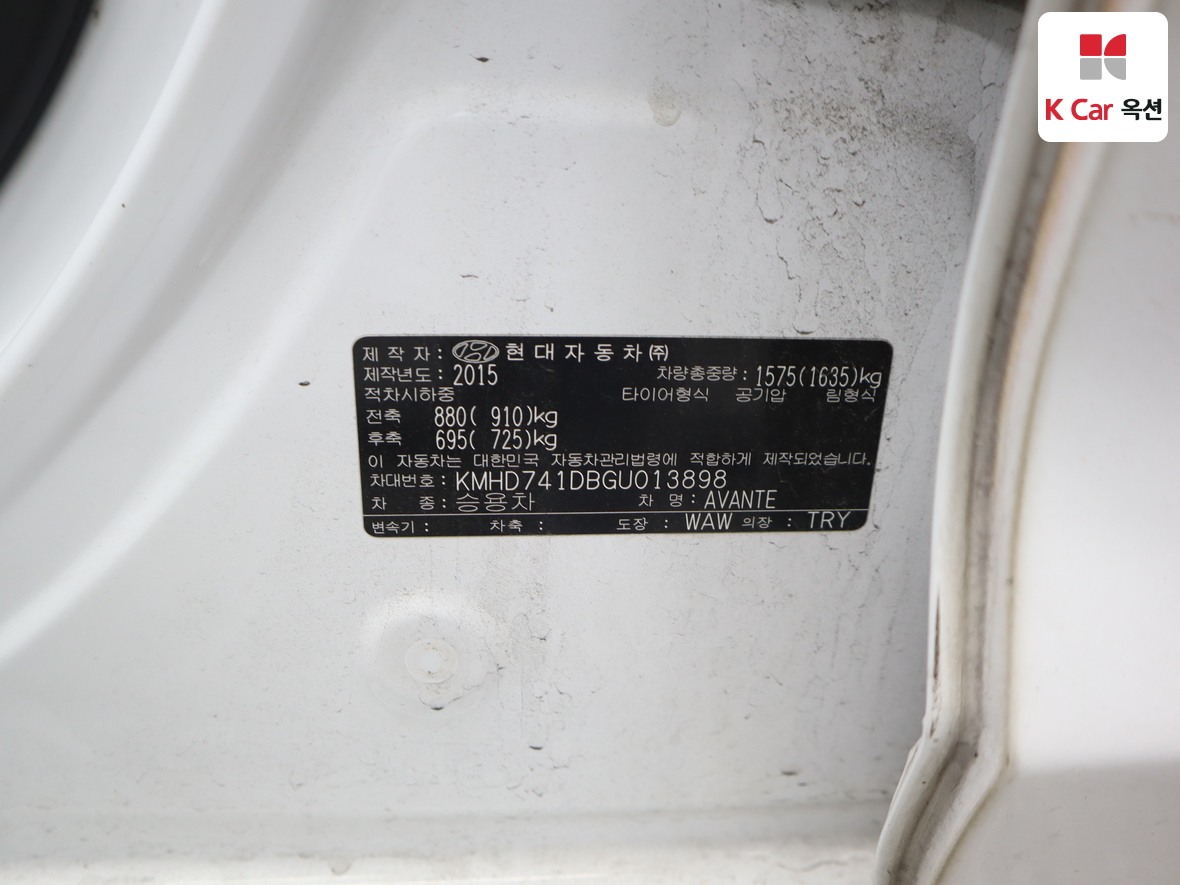 K Car 옥션
제 작 자 : 현 대 자 동 차 ㈜
제작년도 : 2015 차량총중량 : 1575(1635)kg
적차시하중 타이어형식 공기압 림형식
전축 880( 910)kg
후축 695( 725)kg
이 자동차는 대한민국 자동차관리법령에 적합하게 제작되었습니다.
차대번호 : KMHD741DBGU013898
차 종 : 승용차 차 명 : AVANTE
변속기 : 차축 : 도장 : WAW 의장 : TRY